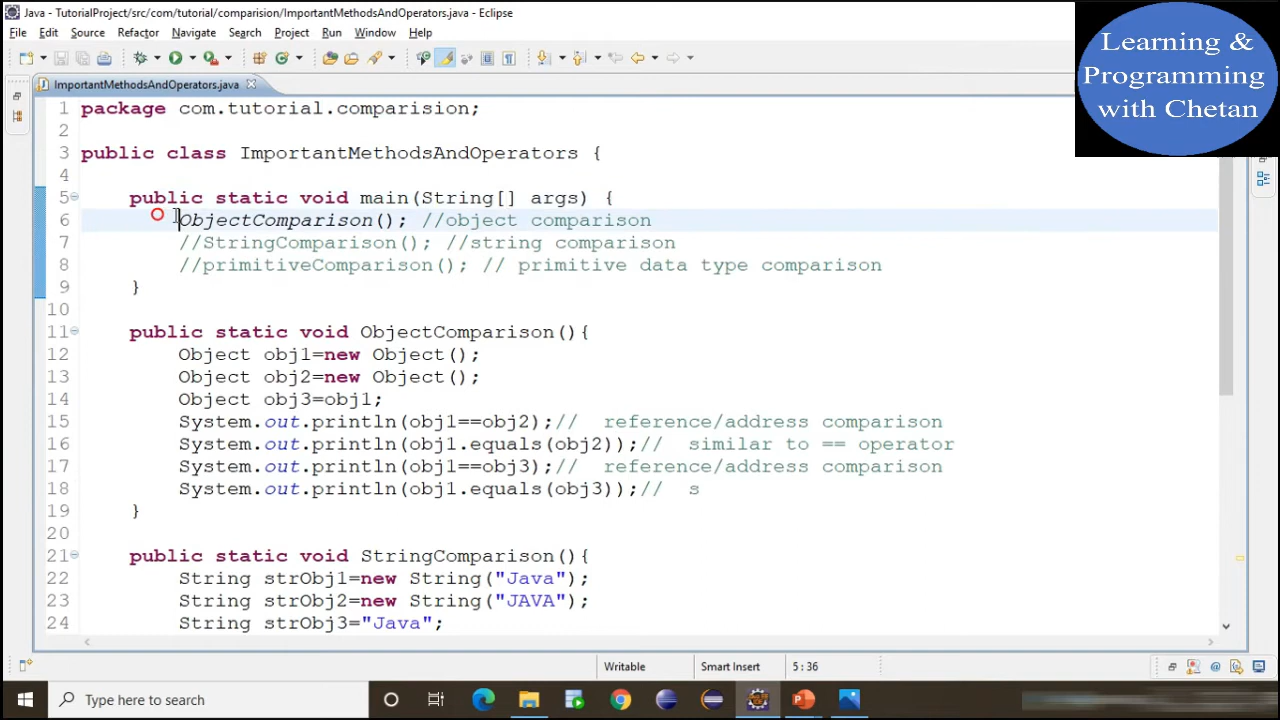 Java - TutorialProject/src/com/tutorial/comparision/ImportantMethodsAndOperators.java - Eclipse
File Edit Source Refactor Navigate Search Project Run Window Help
Learning &
Programming
with Chetan
ImportantMethodsAndOperators.java
1 package com.tutorial.comparision;
2
3 public class ImportantMethodsAndOperators {
4
5 public static void main(String[] args) {
6 ObjectComparison(); //object comparison
7 //StringComparison(); //string comparison
8 //primitiveComparison(); // primitive data type comparison
9 }
10
11 public static void ObjectComparison(){
12 Object obj1=new Object();
13 Object obj2=new Object();
14 Object obj3=obj1;
15 System.out.println(obj1==obj2);// reference/address comparison
16 System.out.println(obj1.equals(obj2));// similar to == operator
17 System.out.println(obj1==obj3);// reference/address comparison
18 System.out.println(obj1.equals(obj3));// s
19 }
20
21 public static void StringComparison(){
22 String strObj1=new String("Java");
23 String strObj2=new String("JAVA");
24 String strObj3="Java";
Writable Smart Insert 5 : 36
Type here to search